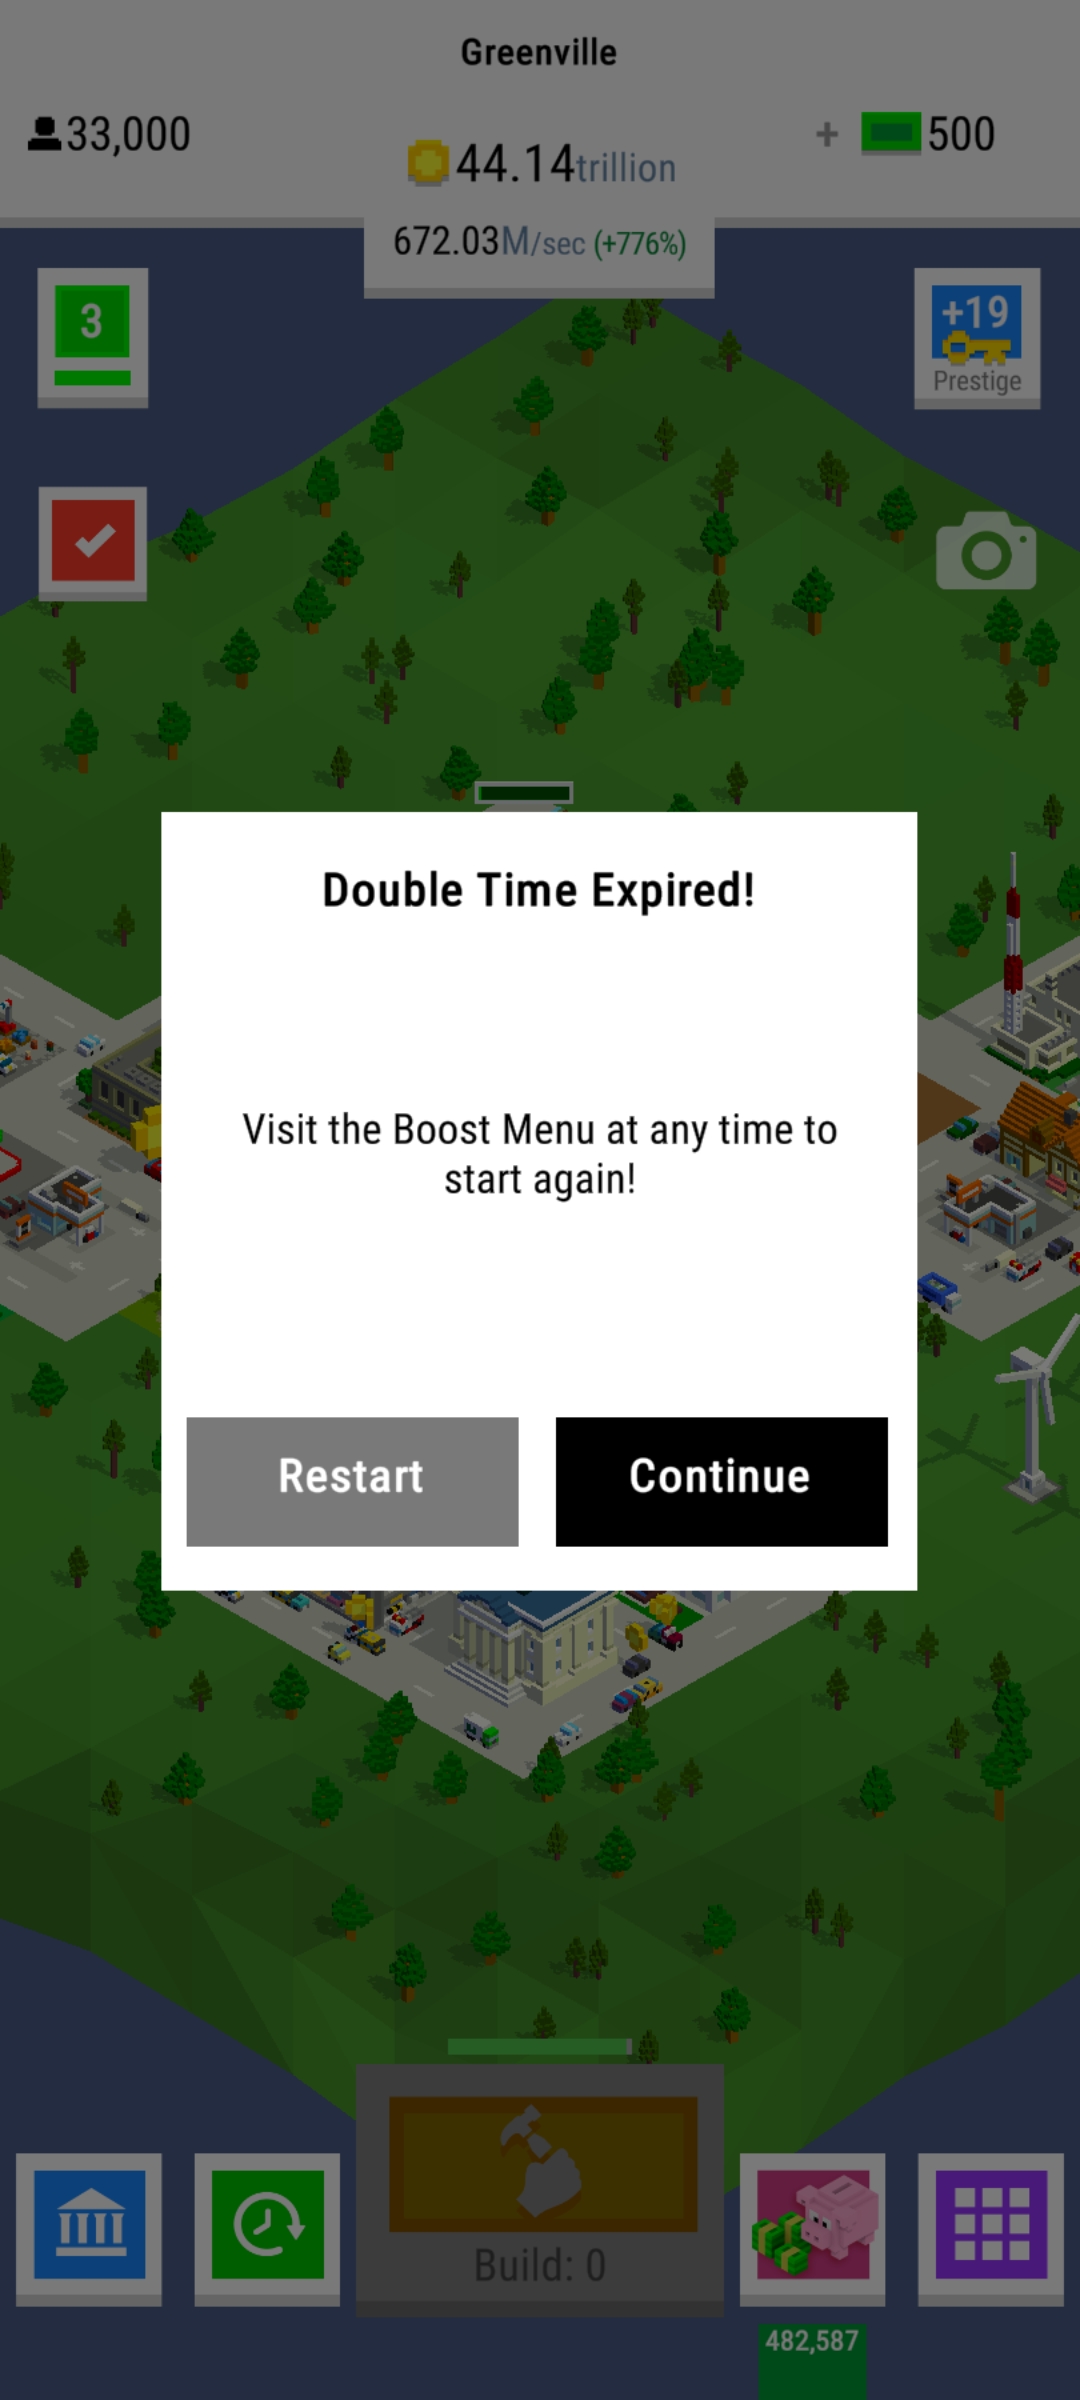 Greenville
33,000
44.14trillion
+ 500
672.03M/sec (+776%)
3
+19
Prestige
Double Time Expired!
Visit the Boost Menu at any time to
start again!
Restart
Continue
Build: 0
482,587